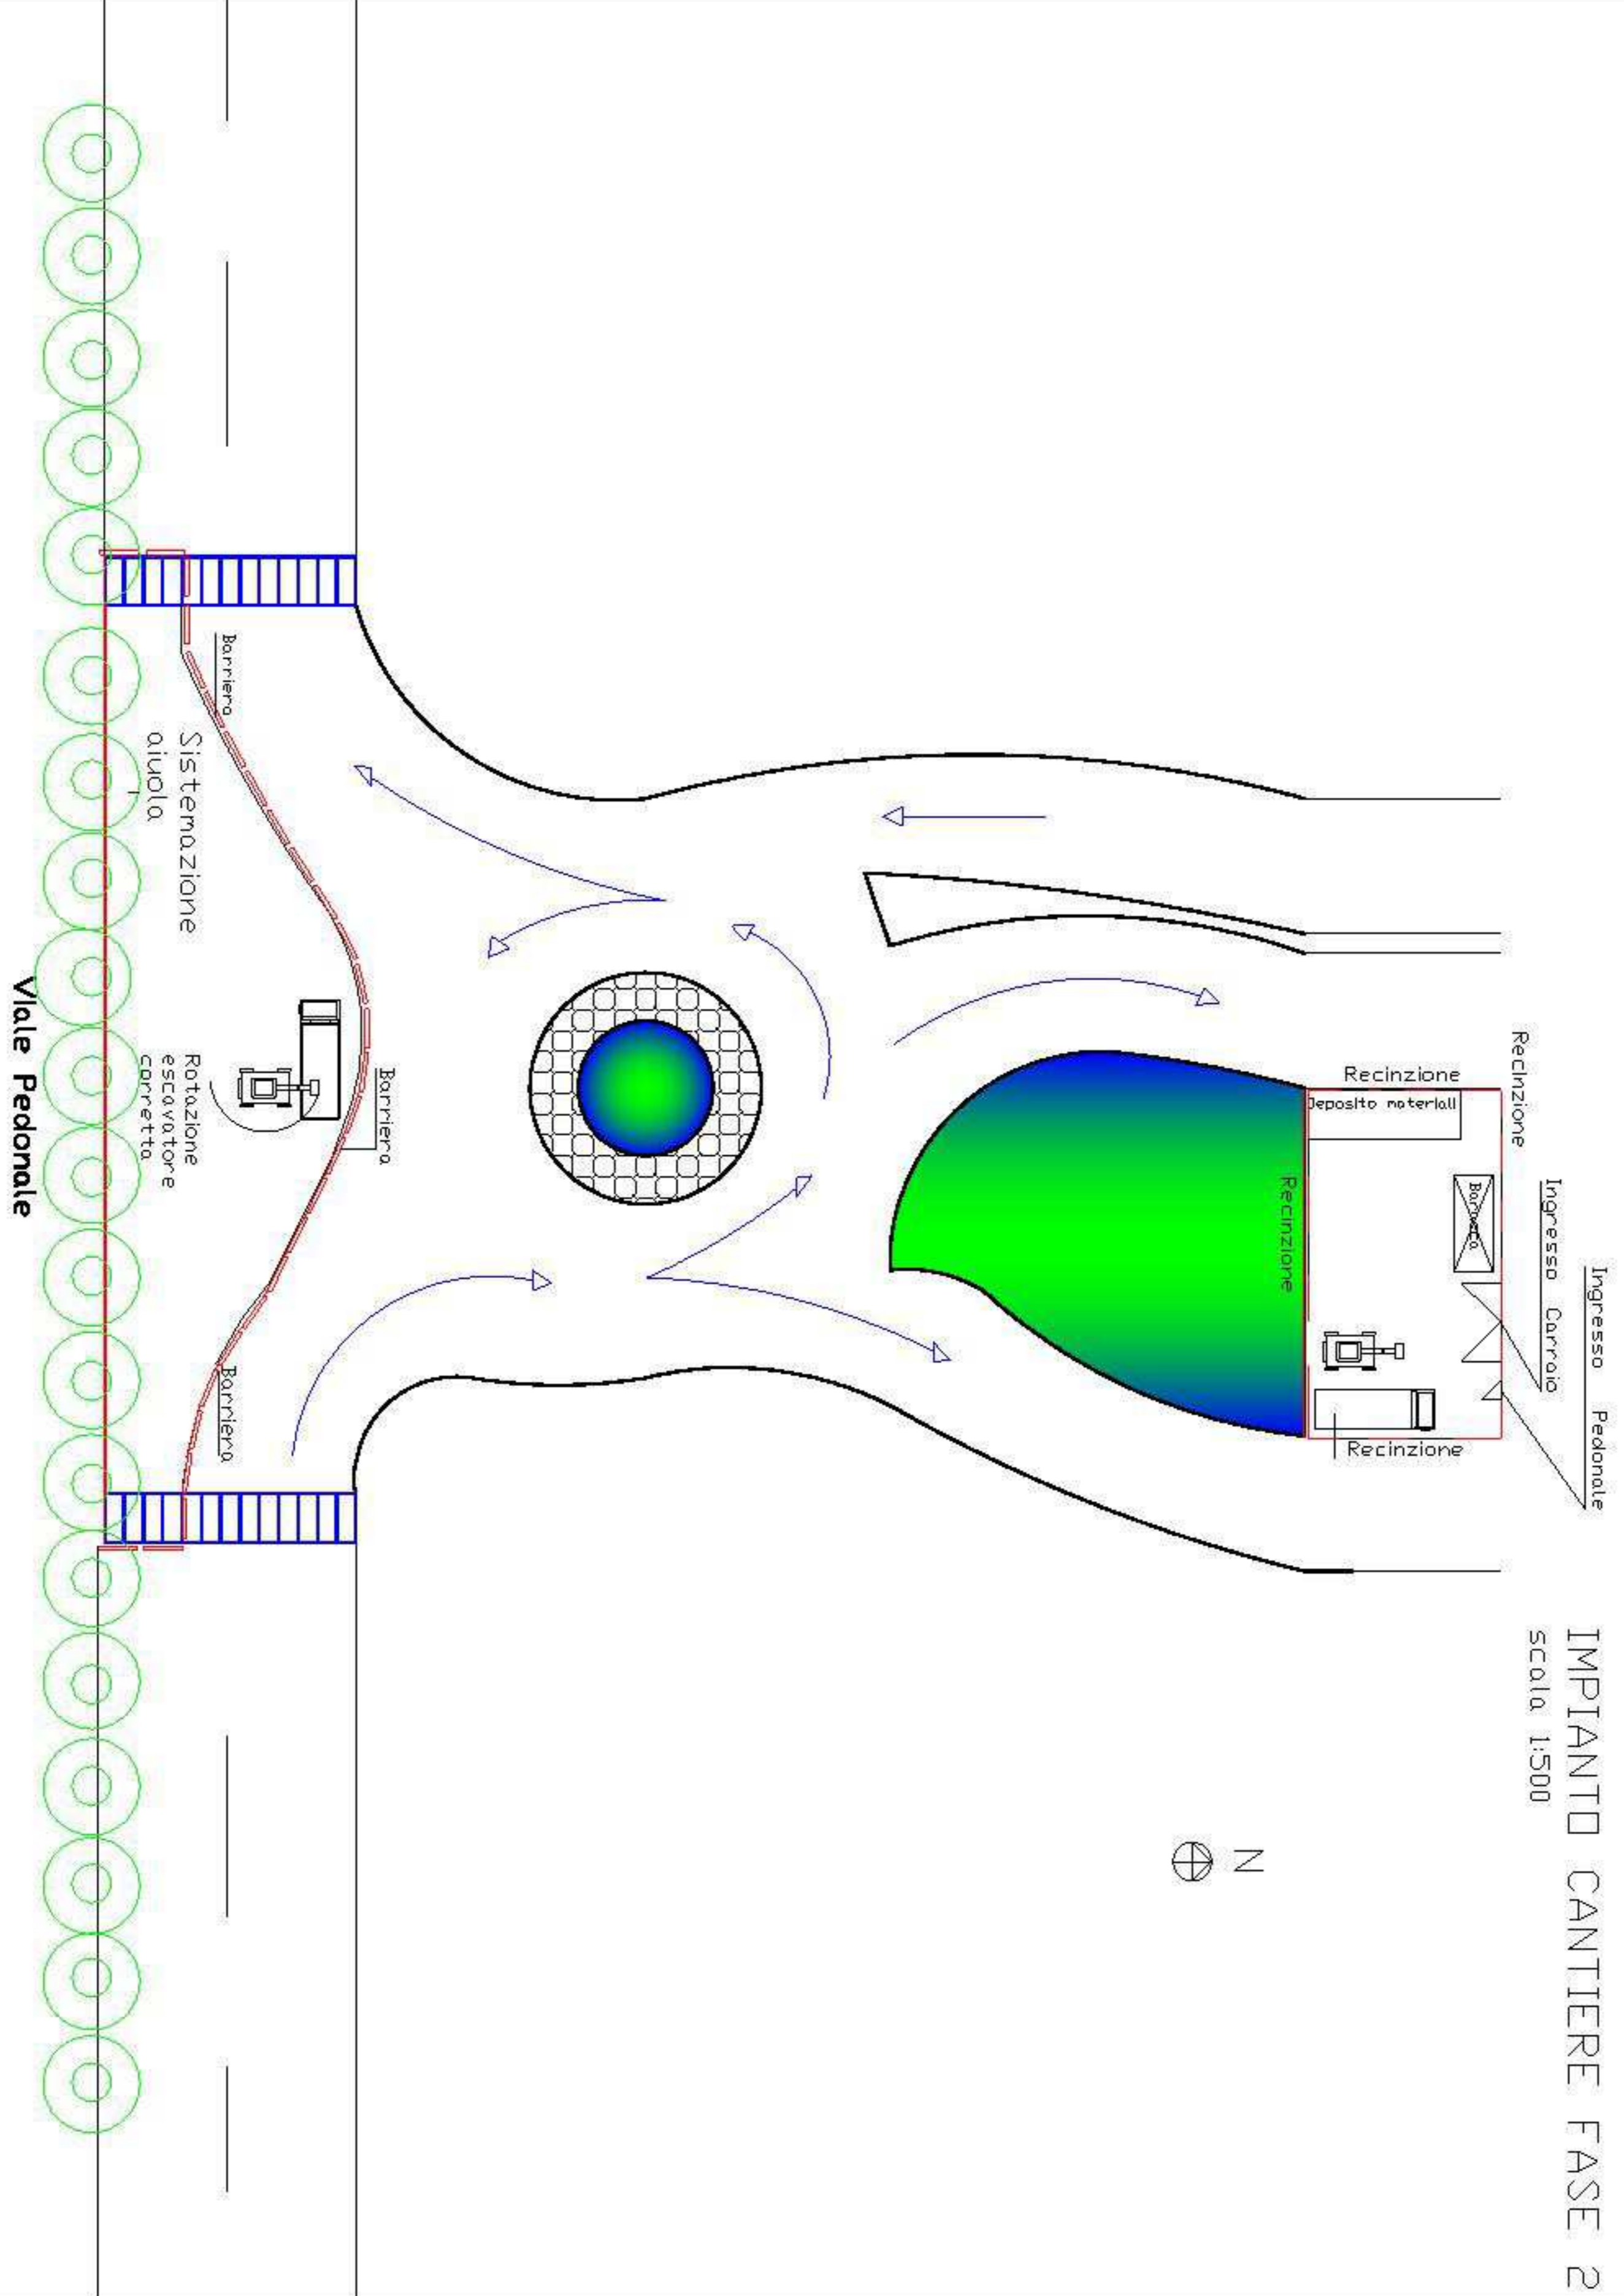 IMPIANTO CANTIERE FASE 2
scala 1:500
N
Ingresso Pedonale
Ingresso Carraio
Recinzione
Recinzione
Deposito materiali
Baracca
Recinzione
Recinzione
Barriera
Barriera
Barriera
Sistemazione
aiuola
Rotazione
escavatore
corretta
Viale Pedonale